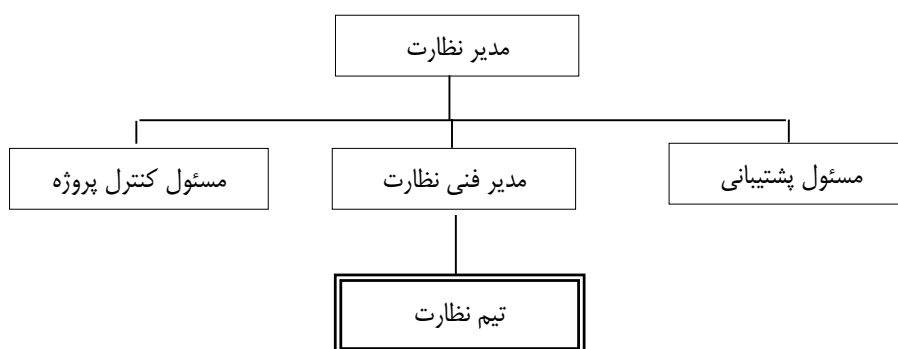 مدیر نظارت
مسئول پشتیبانی
مدیر فنی نظارت
مسئول کنترل پروژه
تیم نظارت